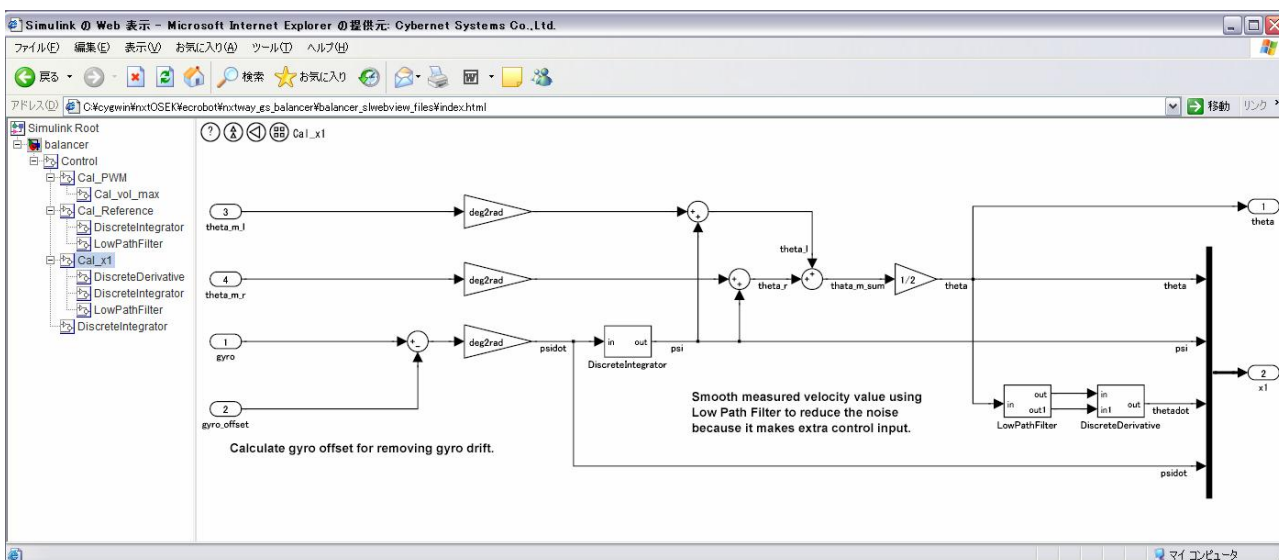 Simulink の Web 表示 - Microsoft Internet Explorer の提供元: Cybernet Systems Co.,Ltd.
ファイル(F) 編集(E) 表示(V) お気に入り(A) ツール(T) ヘルプ(H)
戻る 検索 お気に入り
アドレス(D) C:¥cygwin¥nxtOSEK¥ecrobot¥nxtway_gs_balancer¥balancer_slwebview_files¥index.html 移動 リンク »
Simulink Root
balancer
Control
Cal_PWM
Cal_vol_max
Cal_Reference
DiscreteIntegrator
LowPathFilter
Cal_x1
DiscreteDerivative
DiscreteIntegrator
LowPathFilter
DiscreteIntegrator
? Cal_x1
3 deg2rad 1
theta_m_l theta
theta_l
4 deg2rad theta_r thata_m_sum 1/2 theta theta
theta_m_r
1 deg2rad psidot in out psi psi
gyro DiscreteIntegrator
2
x1
2
gyro_offset
Smooth measured velocity value using
Low Path Filter to reduce the noise
because it makes extra control input.
in out out1 in in1 out thetadot
LowPathFilter DiscreteDerivative
Calculate gyro offset for removing gyro drift.
psidot
マイ コンピュータ